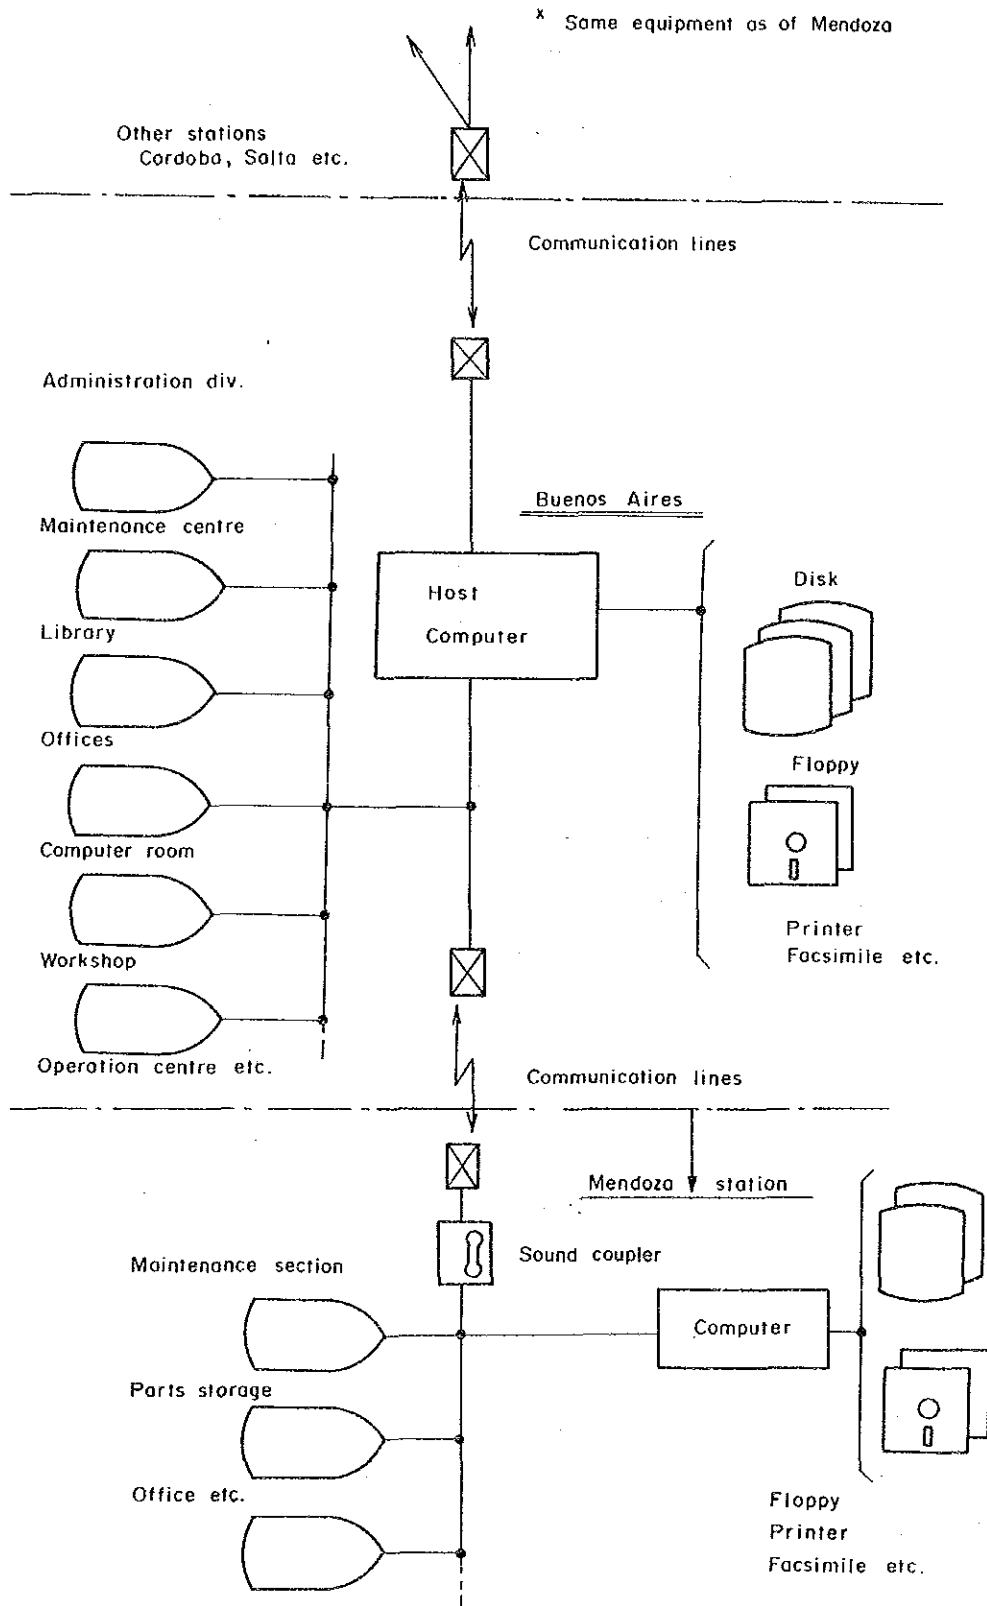 x Same equipment as of Mendoza
Other stations
Cordoba, Salta etc.
Communication lines
Administration div.
Buenos Aires
Maintenance centre
Host
Computer
Disk
Library
Offices
Floppy
Computer room
Printer
Facsimile etc.
Workshop
Operation centre etc.
Communication lines
Mendoza station
Sound coupler
Maintenance section
Computer
Parts storage
Office etc.
Floppy
Printer
Facsimile etc.